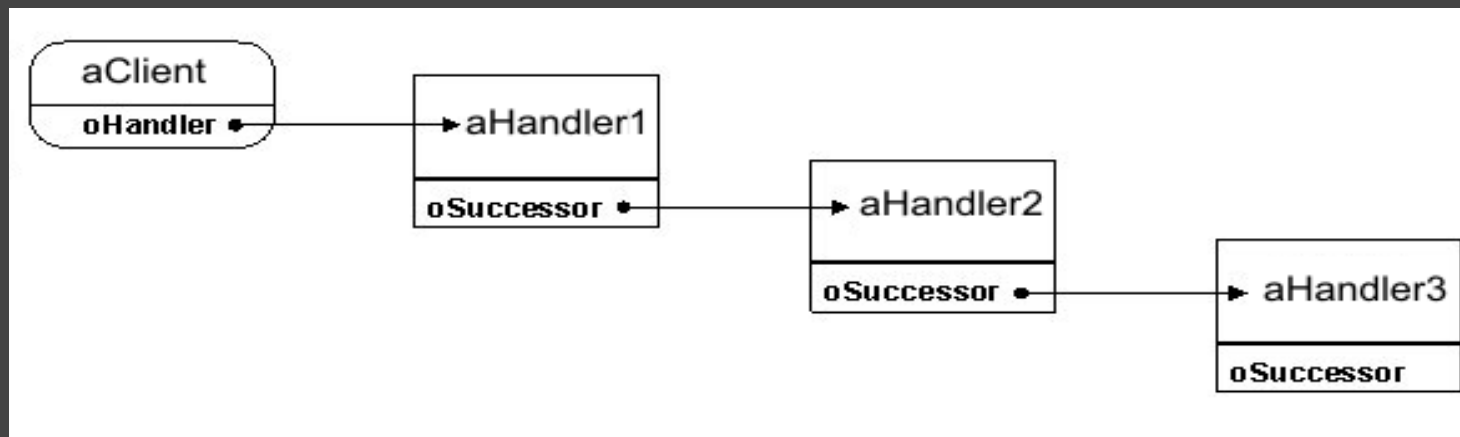 aClient
oHandler
aHandler1
oSuccessor
aHandler2
oSuccessor
aHandler3
oSuccessor